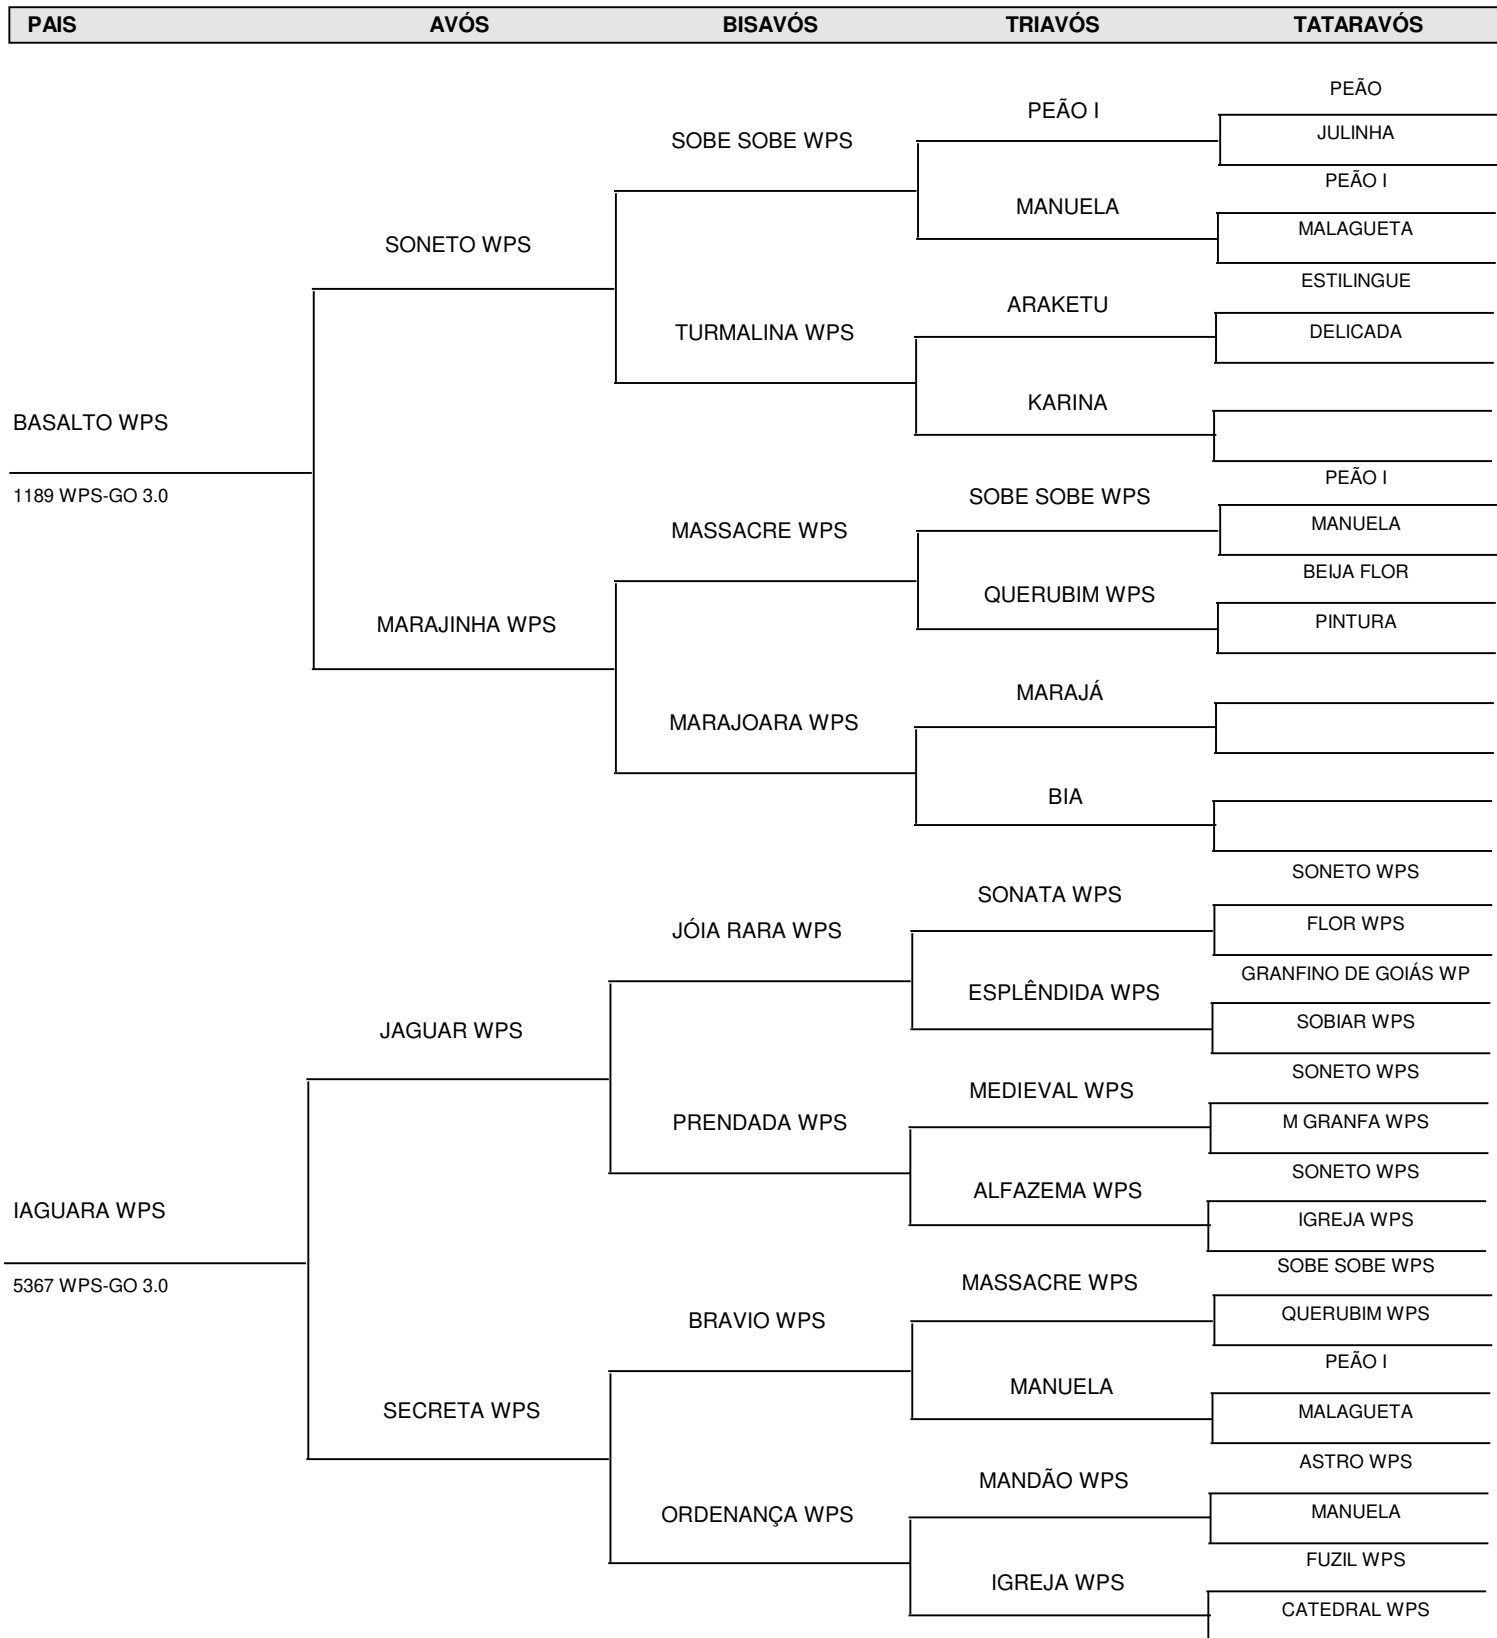 PAIS AVÓS BISAVÓS TRIAVÓS TATARAVÓS
PEÃO
PEÃO I
JULINHA
SOBE SOBE WPS
PEÃO I
MANUELA
MALAGUETA
SONETO WPS
ESTILINGUE
ARAKETU
DELICADA
TURMALINA WPS
KARINA
BASALTO WPS
PEÃO I
1189 WPS-GO 3.0
SOBE SOBE WPS
MANUELA
MASSACRE WPS
BEIJA FLOR
QUERUBIM WPS
PINTURA
MARAJINHA WPS
MARAJÁ
MARAJOARA WPS
BIA
SONETO WPS
SONATA WPS
FLOR WPS
JÓIA RARA WPS
GRANFINO DE GOIÁS WP
ESPLÊNDIDA WPS
SOBIAR WPS
JAGUAR WPS
SONETO WPS
MEDIEVAL WPS
M GRANFA WPS
PRENDADA WPS
SONETO WPS
ALFAZEMA WPS
IGREJA WPS
IAGUARA WPS
SOBE SOBE WPS
5367 WPS-GO 3.0
MASSACRE WPS
QUERUBIM WPS
BRAVIO WPS
PEÃO I
MANUELA
MALAGUETA
SECRETA WPS
ASTRO WPS
MANDÃO WPS
MANUELA
ORDENANÇA WPS
FUZIL WPS
IGREJA WPS
CATEDRAL WPS